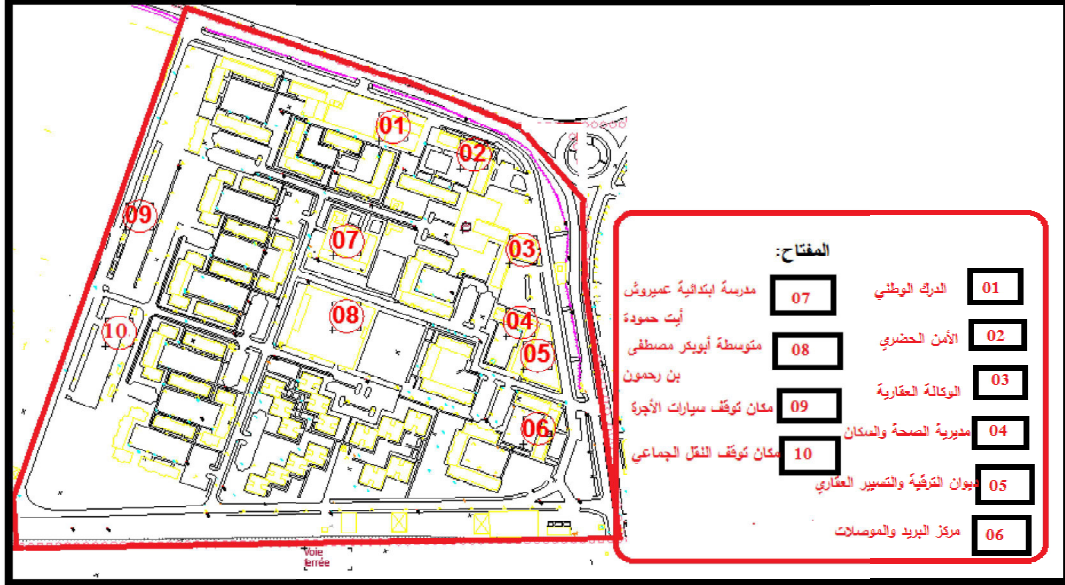 01
02
09
07
03
08
04
10
05
06
Voie
ferrée
المفتاح:
01 الدرك الوطني
02 الأمن الحضري
03 الوكالة العقارية
04 مديرية الصحة والسكان
05 ديوان الترقية والتسيير العقاري
06 مركز البريد والموصلات
07 مدرسة ابتدائية عميروش
أيت حمودة
08 متوسطة أبوبكر مصطفى
بن رحمون
09 مكان توقف سيارات الأجرة
10 مكان توقف النقل الجماعي